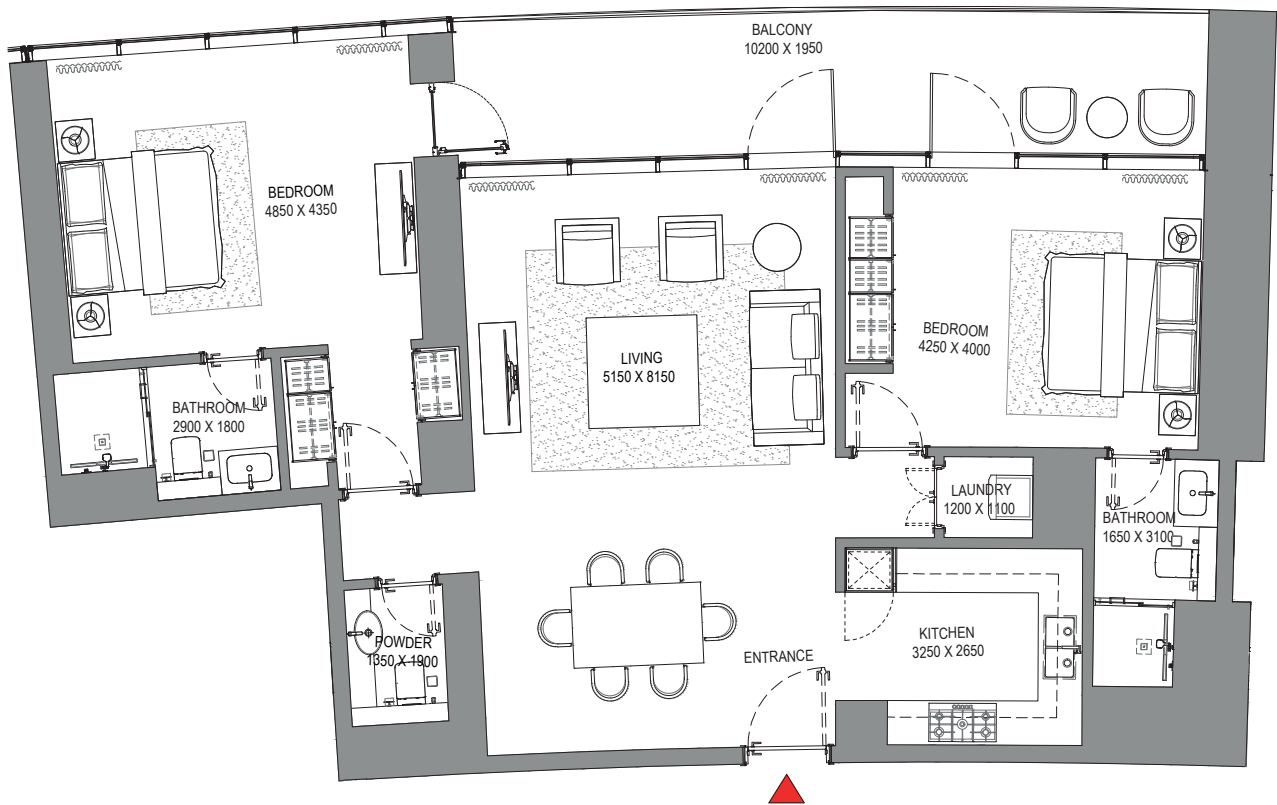 BALCONY
10200 X 1950
BEDROOM
4850 X 4350
BEDROOM
4250 X 4000
LIVING
5150 X 8150
BATHROOM
2900 X 1800
LAUNDRY
1200 X 1100
BATHROOM
1650 X 3100
POWDER
1350 X 1900
ENTRANCE
KITCHEN
3250 X 2650